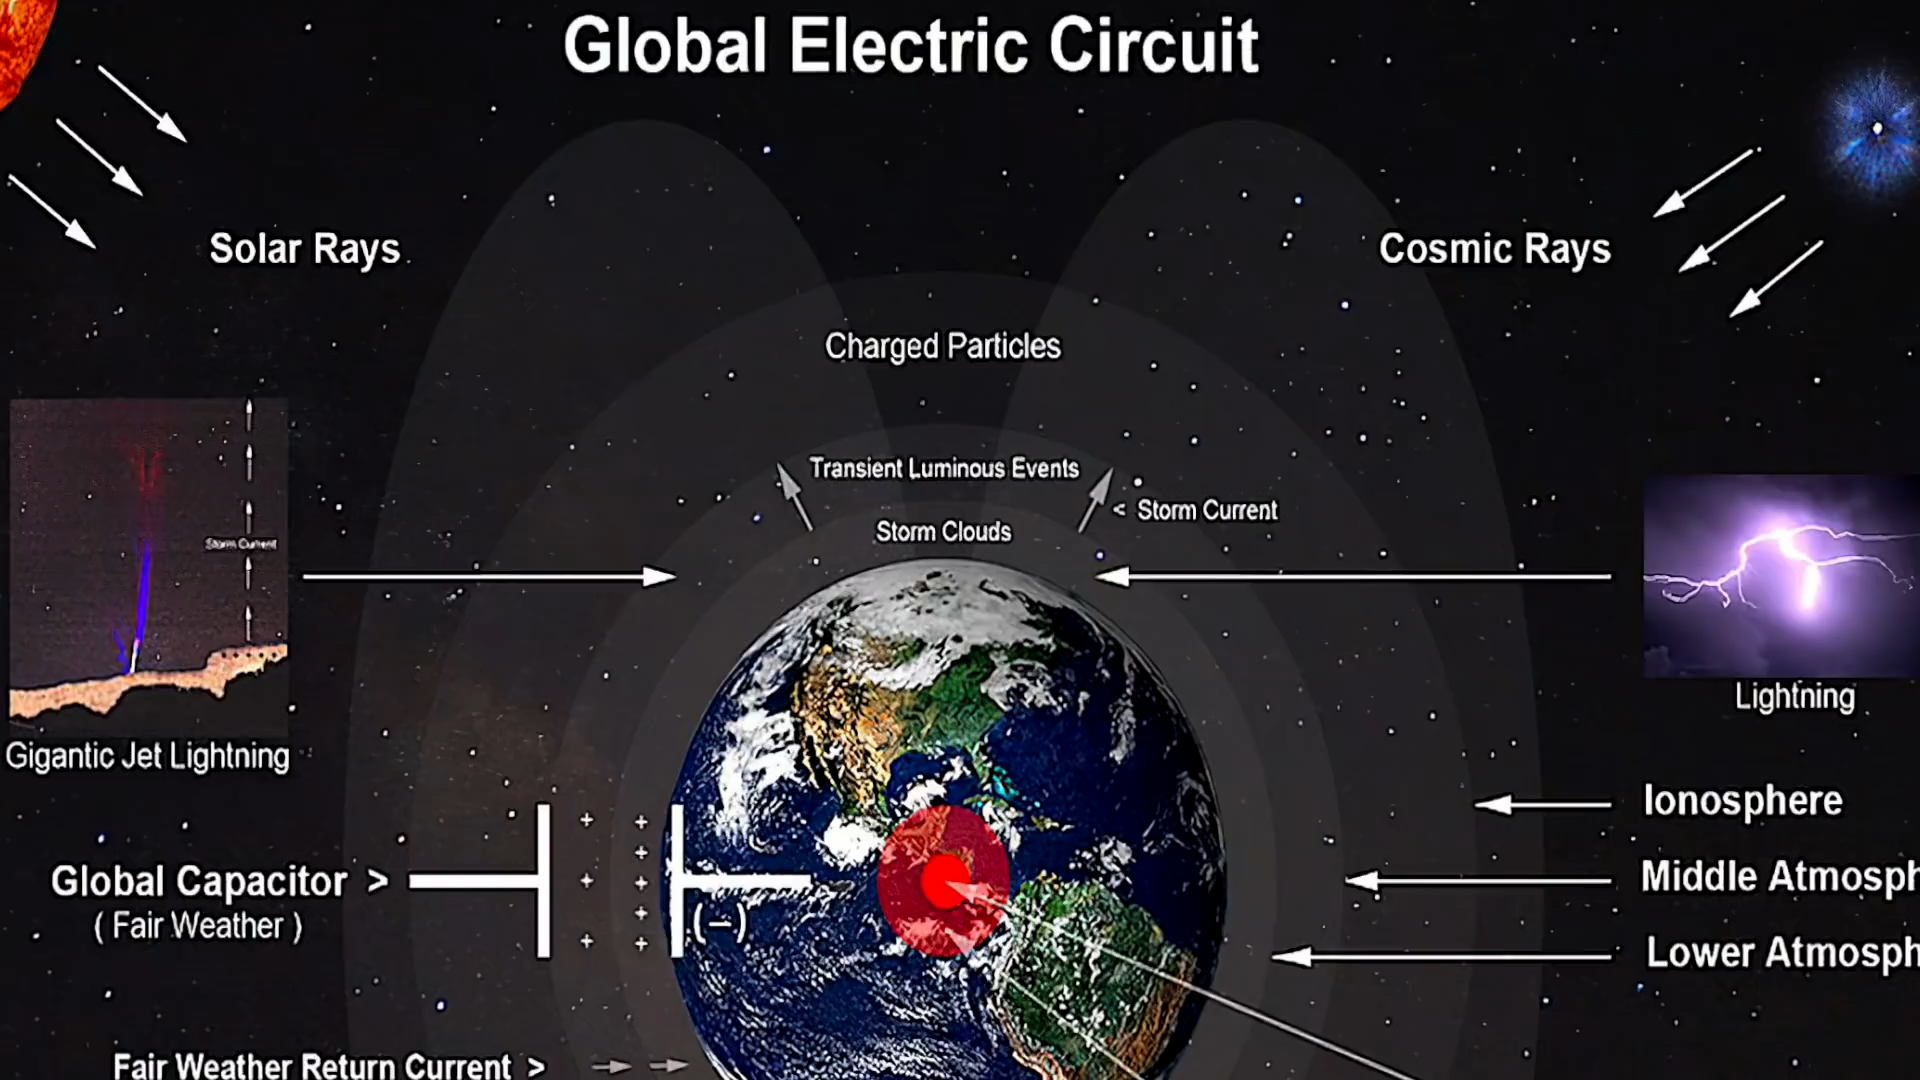 Global Electric Circuit
Solar Rays
Cosmic Rays
Charged Particles
Transient Luminous Events
< Storm Current
Storm Clouds
Storm Current
Lightning
Gigantic Jet Lightning
Ionosphere
Global Capacitor >
( Fair Weather )
+ +
+
+ +
+
+ +
(–)
Middle Atmosph
Lower Atmosph
Fair Weather Return Current >